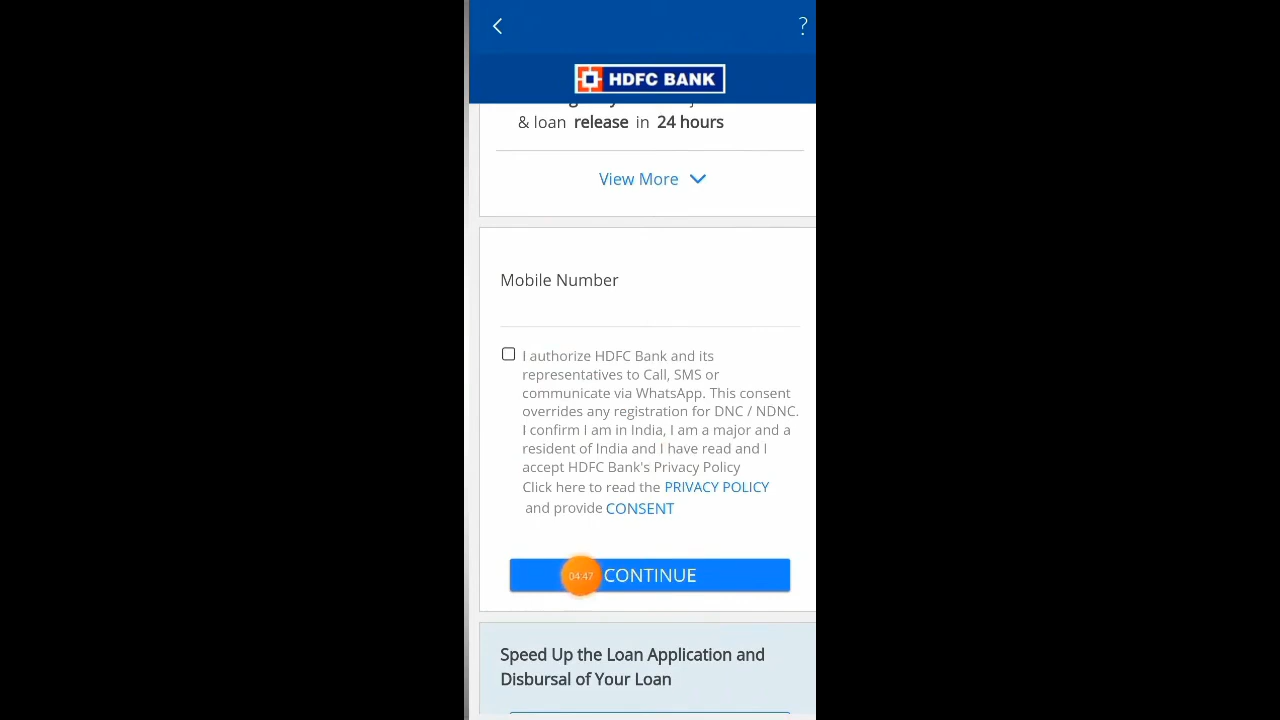 ?
HDFC BANK
& loan release in 24 hours
View More
Mobile Number
I authorize HDFC Bank and its
representatives to Call, SMS or
communicate via WhatsApp. This consent
overrides any registration for DNC / NDNC.
I confirm I am in India, I am a major and a
resident of India and I have read and I
accept HDFC Bank's Privacy Policy
Click here to read the PRIVACY POLICY
and provide CONSENT
04:47
CONTINUE
Speed Up the Loan Application and
Disbursal of Your Loan